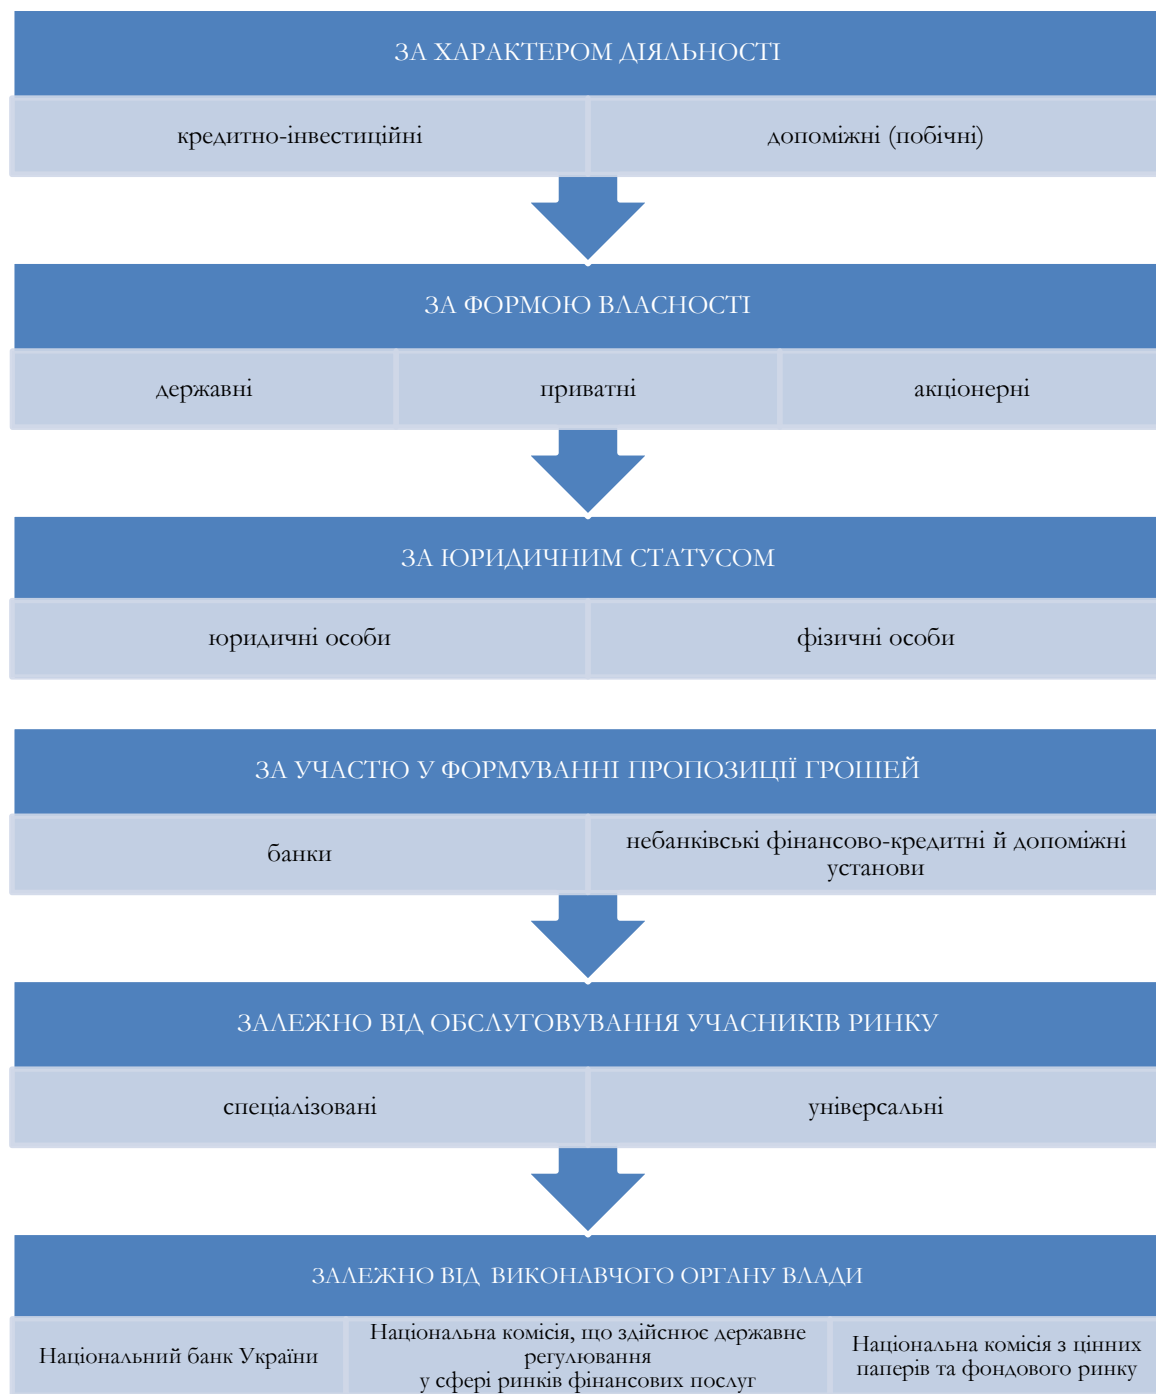 ЗА ХАРАКТЕРОМ ДІЯЛЬНОСТІ
кредитно-інвестиційні
допоміжні (побічні)
ЗА ФОРМОЮ ВЛАСНОСТІ
державні
приватні
акціонерні
ЗА ЮРИДИЧНИМ СТАТУСОМ
юридичні особи
фізичні особи
ЗА УЧАСТЮ У ФОРМУВАННІ ПРОПОЗИЦІЇ ГРОШЕЙ
банки
небанківські фінансово-кредитні й допоміжні
установи
ЗАЛЕЖНО ВІД ОБСЛУГОВУВАННЯ УЧАСНИКІВ РИНКУ
спеціалізовані
універсальні
ЗАЛЕЖНО ВІД ВИКОНАВЧОГО ОРГАНУ ВЛАДИ
Національний банк України
Національна комісія, що здійснює державне
регулювання
у сфері ринків фінансових послуг
Національна комісія з цінних
паперів та фондового ринку